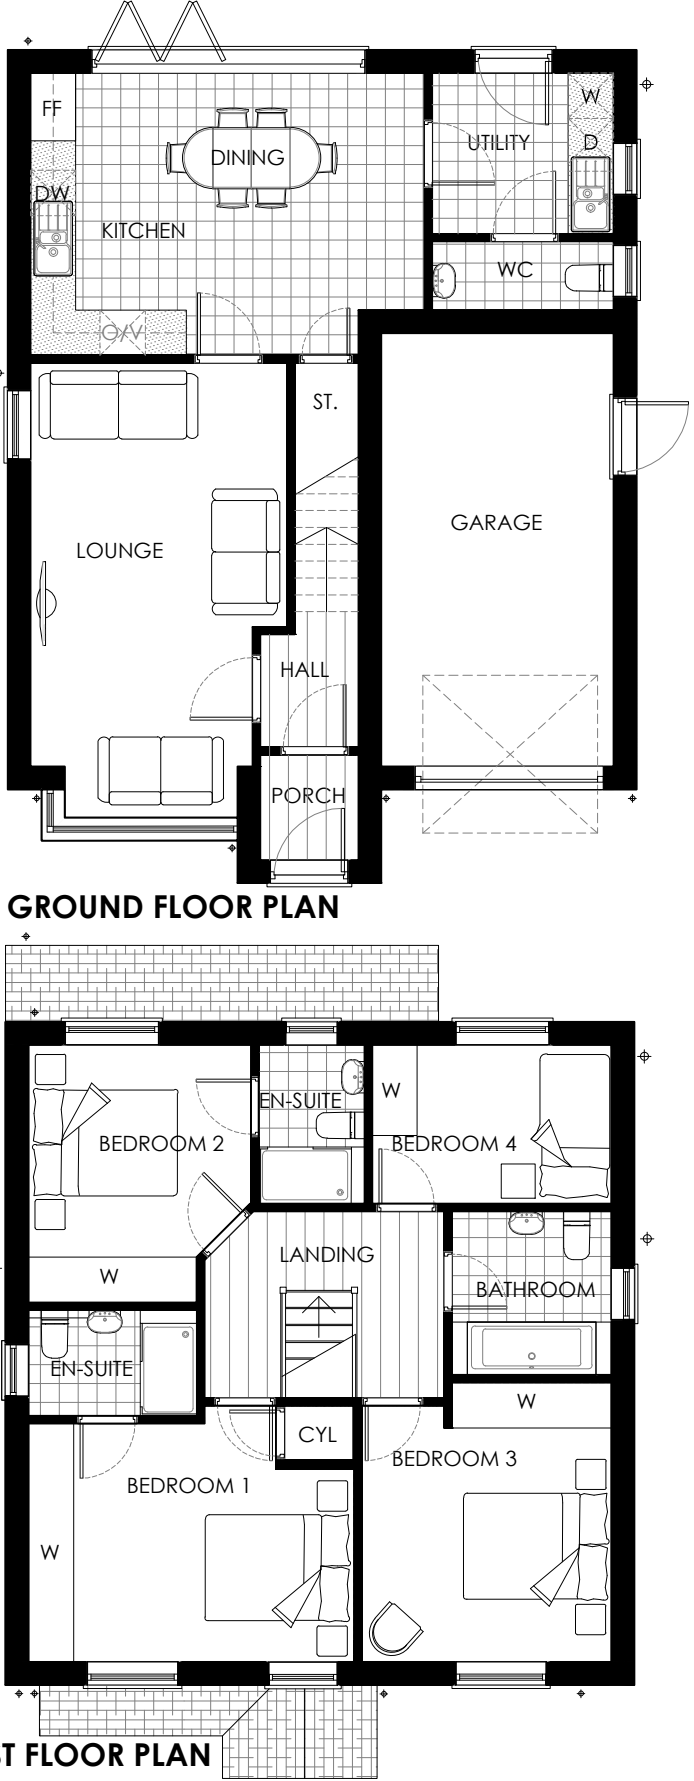 FF
W
DINING
UTILITY
D
DW
KITCHEN
WC
O/V
ST.
GARAGE
LOUNGE
HALL
PORCH
GROUND FLOOR PLAN
W
EN-SUITE
BEDROOM 2
BEDROOM 4
LANDING
W
BATHROOM
EN-SUITE
W
CYL
BEDROOM 3
BEDROOM 1
W
ST FLOOR PLAN